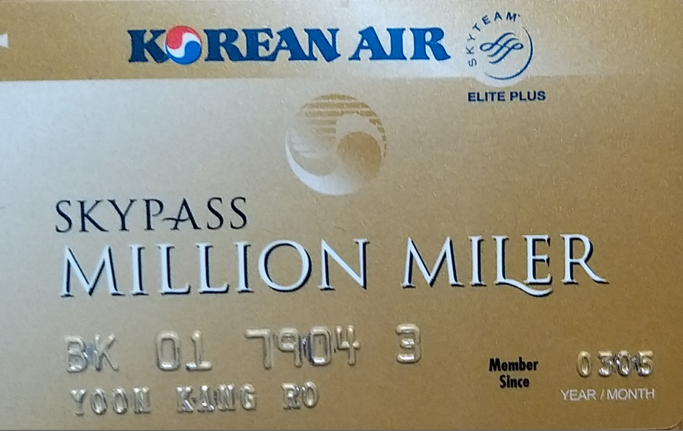 KOREAN AIR
SKYTEAM
ELITE PLUS
SKYPASS
MILLION MILER
BK 01 7904 3
Member Since 0305
YEAR / MONTH
YOON KANG RO